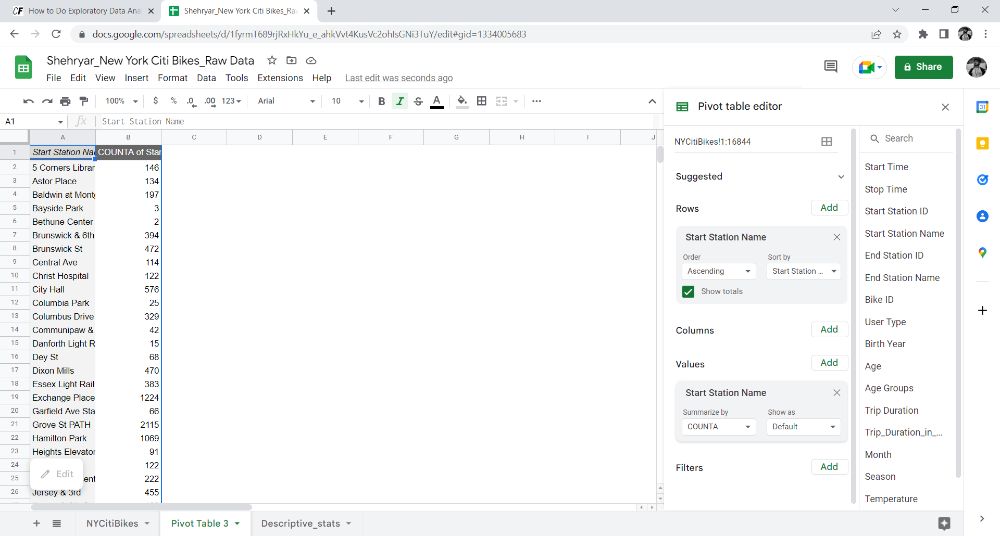 CF How to Do Exploratory Data Anal
Shehryar_New York Citi Bikes_Raw
docs.google.com/spreadsheets/d/1fyrmT689rjRxHkYu_e_ahkVvt4KusVc2ohIsGNi3TuY/edit#gid=1334005683
Shehryar_New York Citi Bikes_Raw Data
File Edit View Insert Format Data Tools Extensions Help Last edit was seconds ago
Share
100% $ % .0 .00 123 Arial 10 B I S A
A1 fx Start Station Name
A B C D E F G H I J
1 Start Station Nam COUNTA of Star
2 5 Corners Librar 146
3 Astor Place 134
4 Baldwin at Montg 197
5 Bayside Park 3
6 Bethune Center 2
7 Brunswick & 6th 394
8 Brunswick St 472
9 Central Ave 114
10 Christ Hospital 122
11 City Hall 576
12 Columbia Park 25
13 Columbus Drive 329
14 Communipaw & 42
15 Danforth Light R 15
16 Dey St 68
17 Dixon Mills 470
18 Essex Light Rail 383
19 Exchange Place 1224
20 Garfield Ave Sta 66
21 Grove St PATH 2115
22 Hamilton Park 1069
23 Heights Elevator 91
24 122
25 Cent 222
26 Jersey & 3rd 455
Edit
Pivot table editor
NYCitiBikes!1:16844
Suggested
Rows Add
Start Station Name
Order Sort by
Ascending Start Station ...
Show totals
Columns Add
Values Add
Start Station Name
Summarize by Show as
COUNTA Default
Filters Add
Search
Start Time
Stop Time
Start Station ID
Start Station Name
End Station ID
End Station Name
Bike ID
User Type
Birth Year
Age
Age Groups
Trip Duration
Trip_Duration_in_...
Month
Season
Temperature
31
NYCitiBikes Pivot Table 3 Descriptive_stats